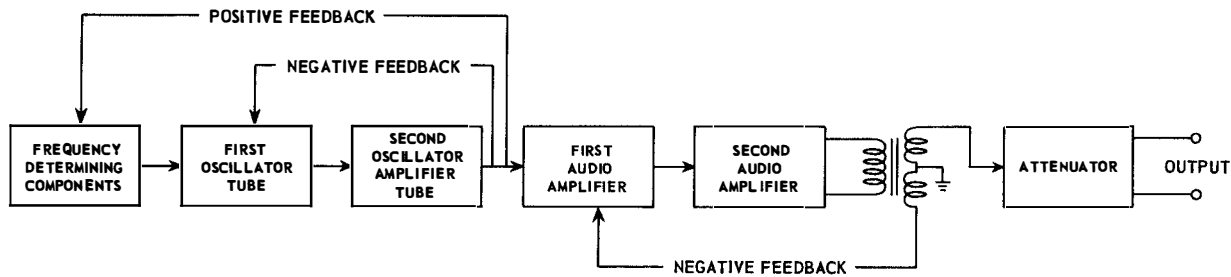 POSITIVE FEEDBACK
NEGATIVE FEEDBACK
FREQUENCY
DETERMINING
COMPONENTS
FIRST
OSCILLATOR
TUBE
SECOND
OSCILLATOR
AMPLIFIER
TUBE
FIRST
AUDIO
AMPLIFIER
SECOND
AUDIO
AMPLIFIER
ATTENUATOR
OUTPUT
NEGATIVE FEEDBACK